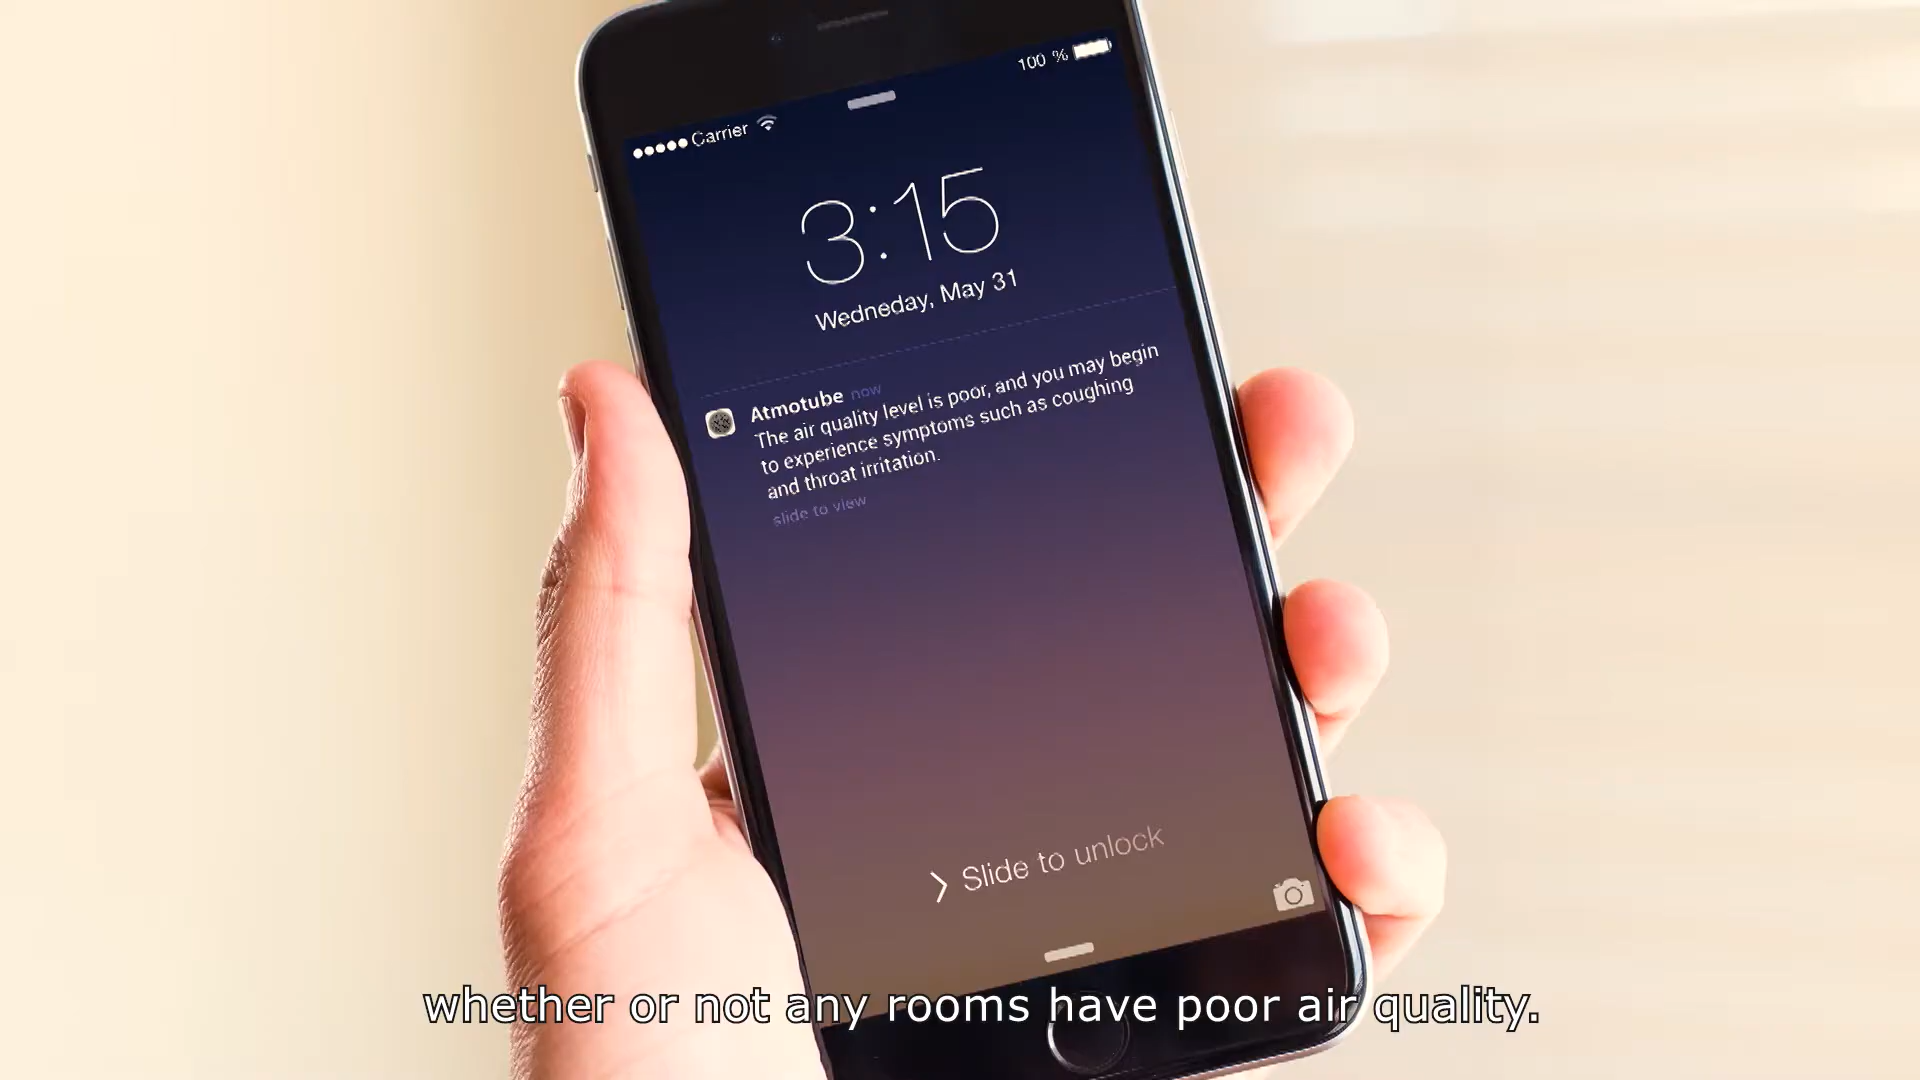 100 %
Carrier
3:15
Wednesday, May 31
Atmotube now
The air quality level is poor, and you may begin
to experience symptoms such as coughing
and throat irritation.
slide to view
> Slide to unlock
whether or not any rooms have poor air quality.